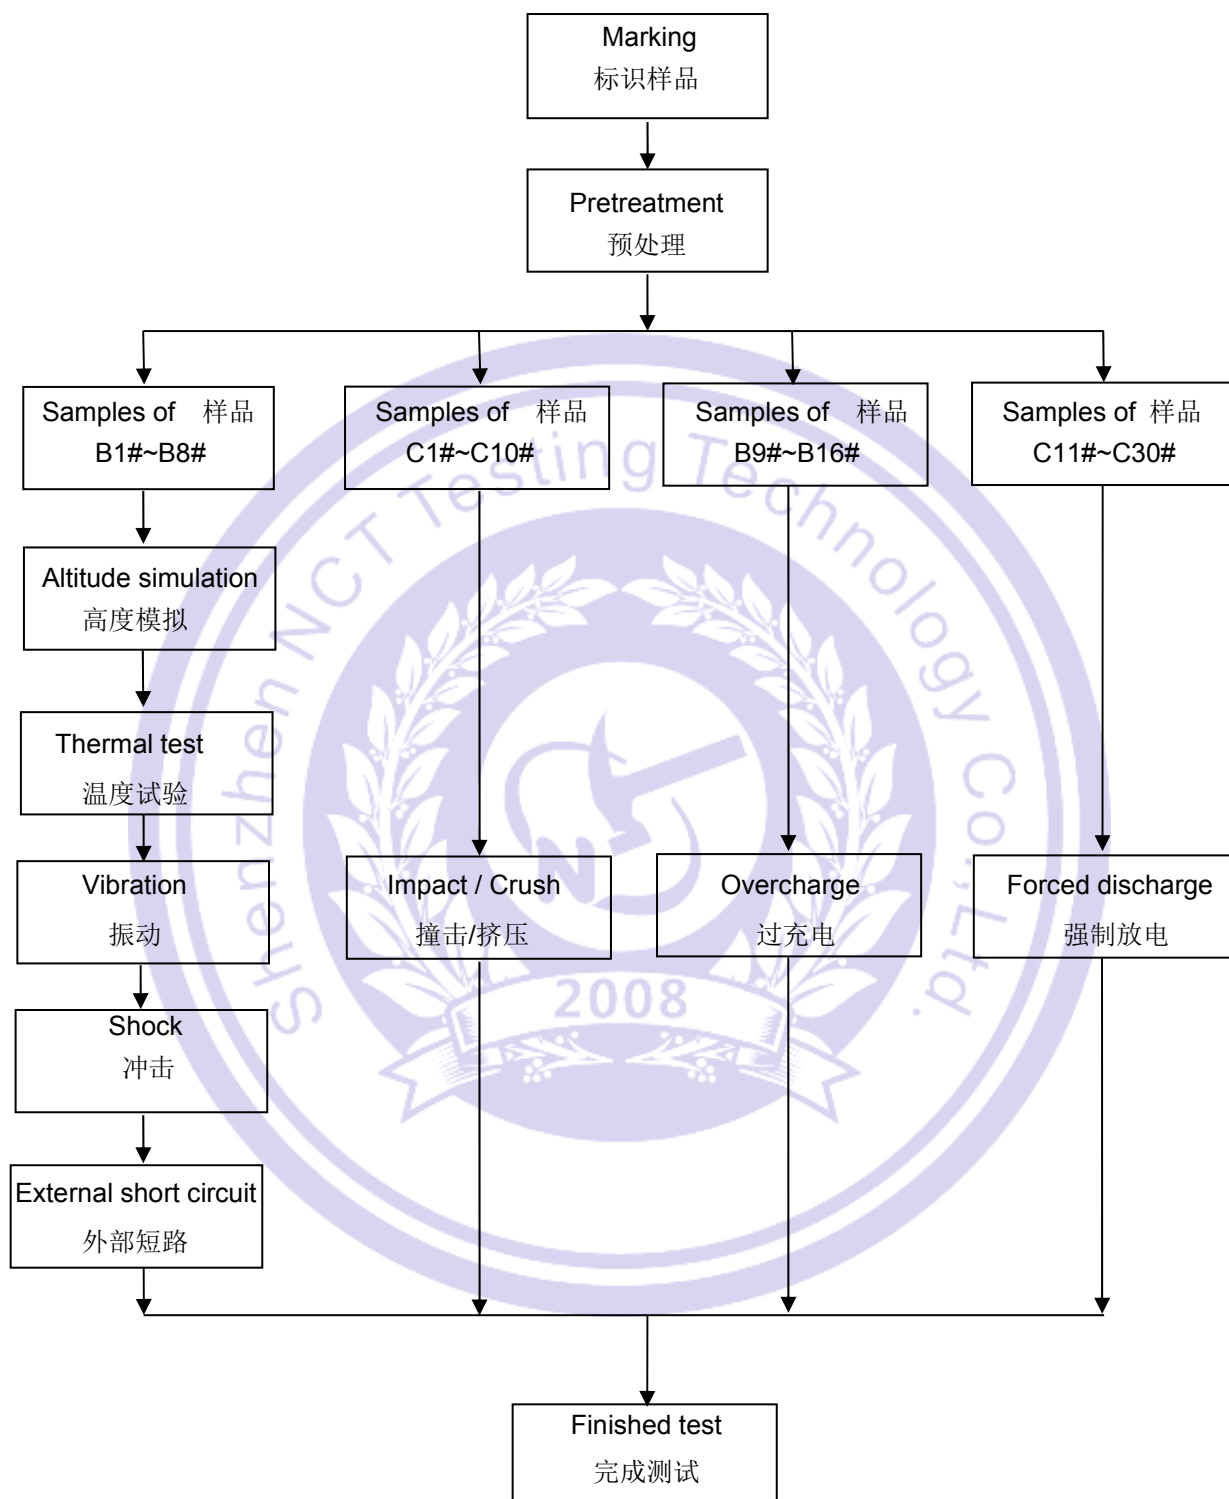 Marking
标识样品
Pretreatment
预处理
Samples of 样品
B1#~B8#
Samples of 样品
C1#~C10#
Samples of 样品
B9#~B16#
Samples of 样品
C11#~C30#
Altitude simulation
高度模拟
Thermal test
温度试验
Vibration
振动
Impact / Crush
撞击/挤压
Overcharge
过充电
Forced discharge
强制放电
Shock
冲击
External short circuit
外部短路
Finished test
完成测试
Shenzhen NCT Testing Technology Co.,Ltd.
N
2008